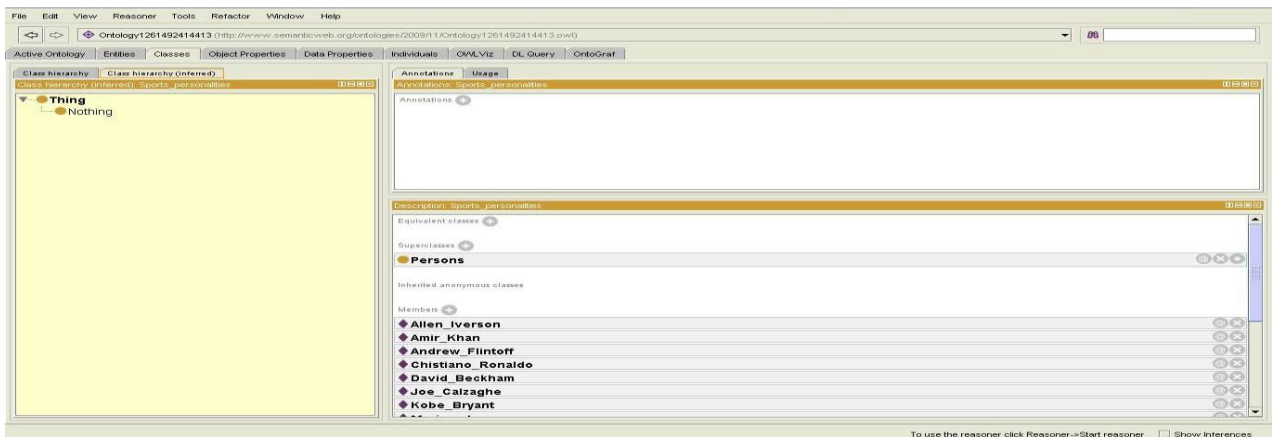 File Edit View Reasoner Tools Refactor Window Help
Ontology1261492414413 (http://www.semanticweb.org/ontologies/2009/11/Ontology1261492414413.owl)
Active Ontology Entities Classes Object Properties Data Properties Individuals OWLViz DL Query OntoGraf
Class hierarchy Class hierarchy (inferred)
Class hierarchy (inferred): Sports_personalities
Thing
Nothing
Annotations Usage
Annotations: Sports_personalities
Annotations
Description: Sports_personalities
Equivalent classes
Superclasses
Persons
Inherited anonymous classes
Members
Allen_Iverson
Amir_Khan
Andrew_Flintoff
Chistiano_Ronaldo
David_Beckham
Joe_Calzaghe
Kobe_Bryant
To use the reasoner click Reasoner->Start reasoner Show Inferences